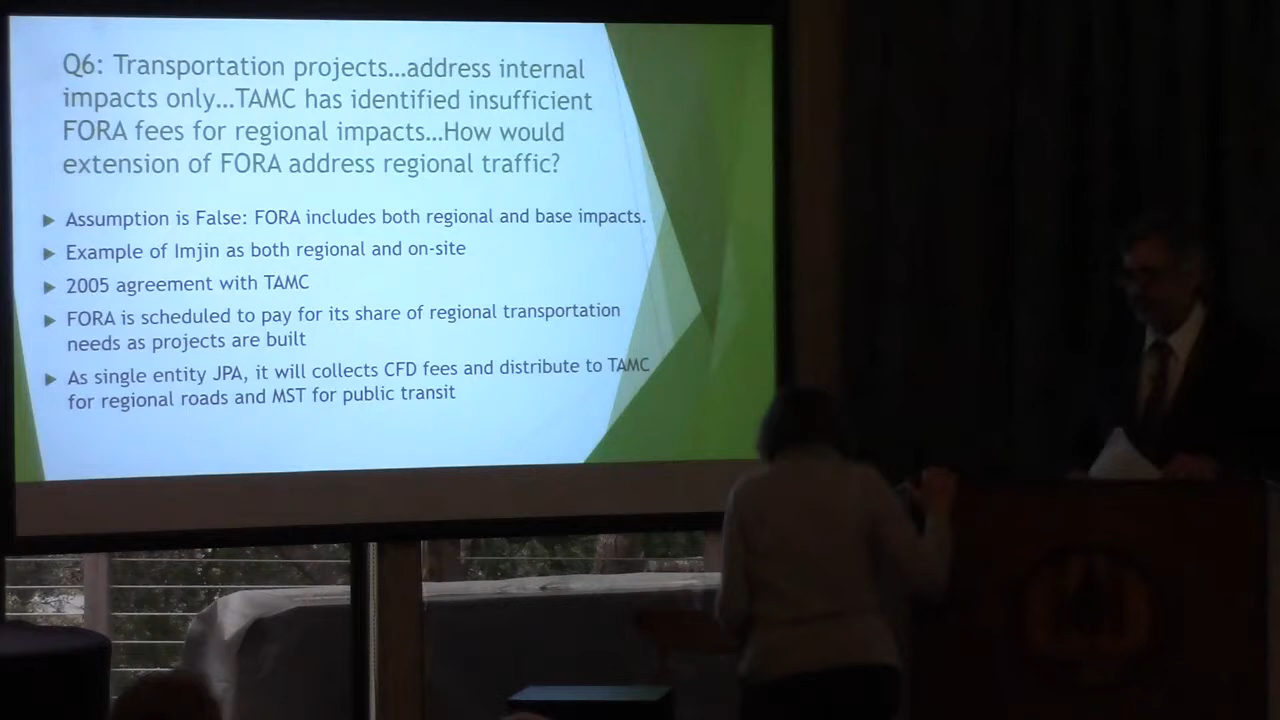 Q6: Transportation projects...address internal
impacts only...TAMC has identified insufficient
FORA fees for regional impacts...How would
extension of FORA address regional traffic?
Assumption is False: FORA includes both regional and base impacts.
Example of Imjin as both regional and on-site
2005 agreement with TAMC
FORA is scheduled to pay for its share of regional transportation
needs as projects are built
As single entity JPA, it will collects CFD fees and distribute to TAMC
for regional roads and MST for public transit